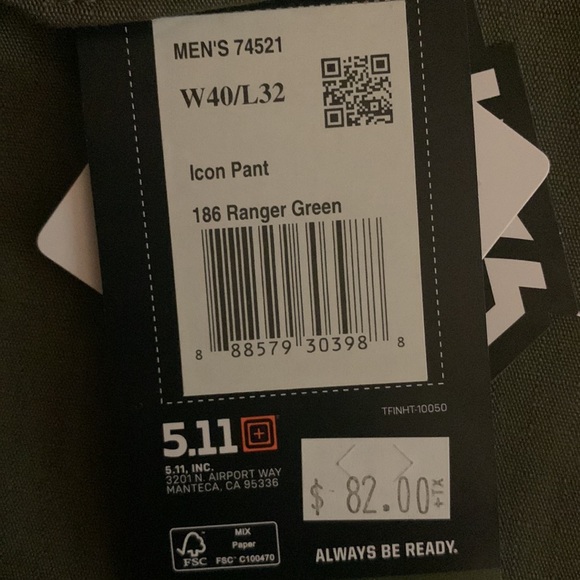 MEN'S 74521
W40/L32
Icon Pant
186 Ranger Green
8 88579 30398 8
TFINHT-10050
5.11
5.11, INC.
3201 N. AIRPORT WAY
MANTECA, CA 95336
$ 82.00 +TX
MIX
Paper
FSC
FSC® C100470
ALWAYS BE READY.